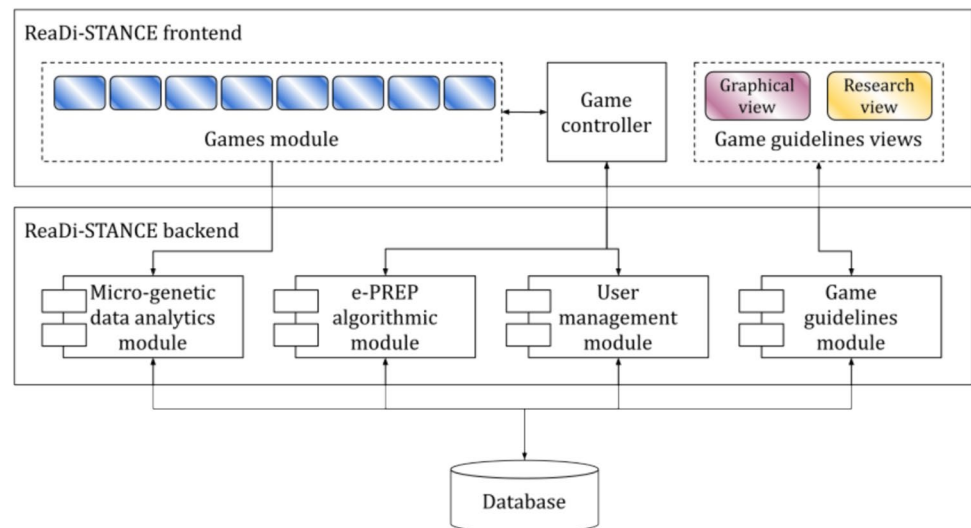 ReaDi-STANCE frontend
Games module
Game
controller
Graphical
view
Research
view
Game guidelines views
ReaDi-STANCE backend
Micro-genetic
data analytics
module
e-PREP
algorithmic
module
User
management
module
Game
guidelines
module
Database